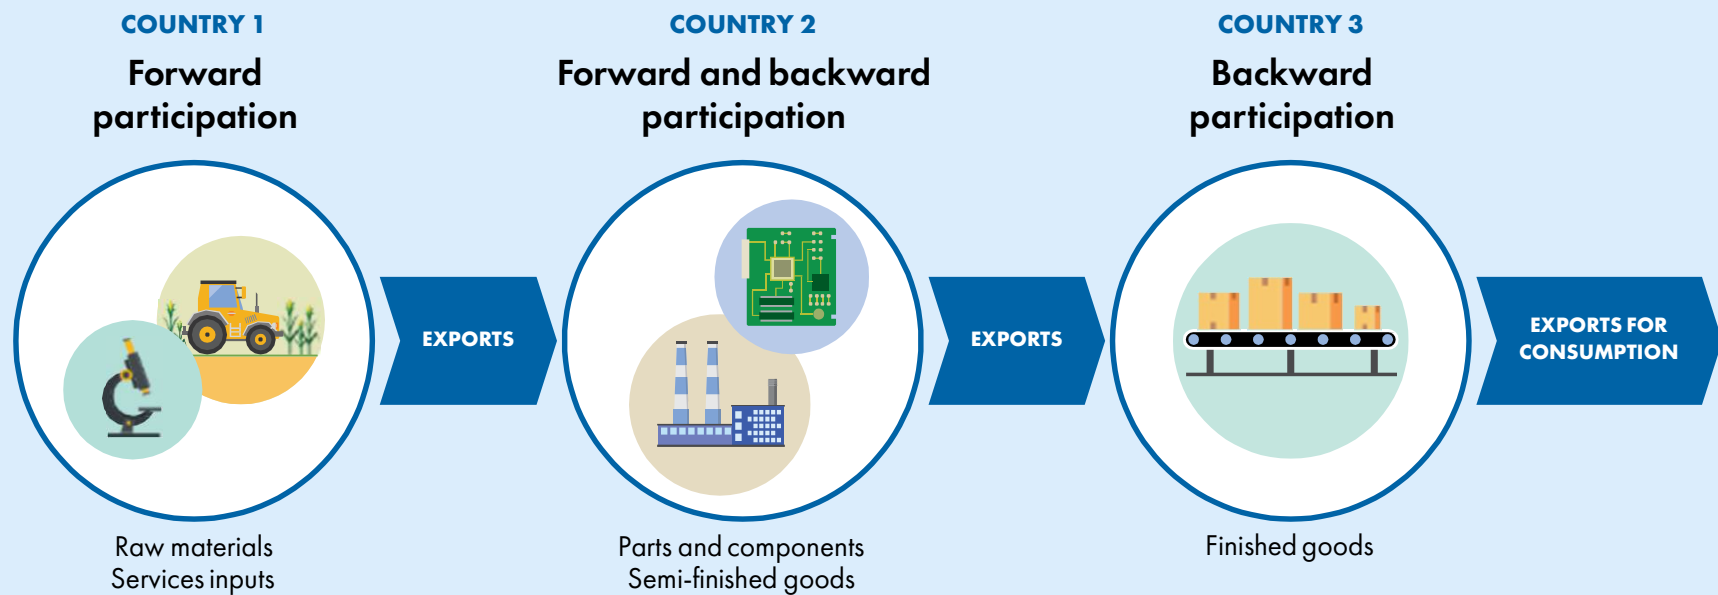 COUNTRY 1
Forward
participation
Raw materials
Services inputs
EXPORTS
COUNTRY 2
Forward and backward
participation
Parts and components
Semi-finished goods
EXPORTS
COUNTRY 3
Backward
participation
Finished goods
EXPORTS FOR
CONSUMPTION